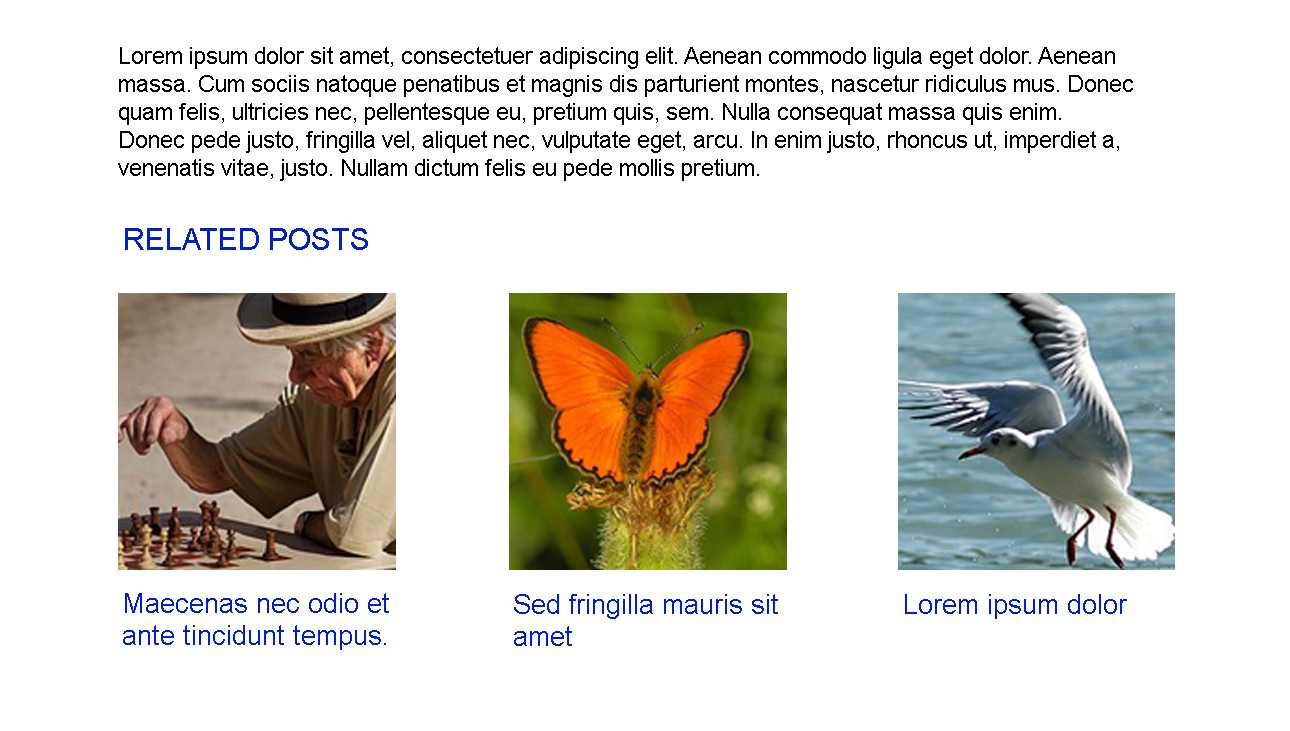 Lorem ipsum dolor sit amet, consectetuer adipiscing elit. Aenean commodo ligula eget dolor. Aenean
massa. Cum sociis natoque penatibus et magnis dis parturient montes, nascetur ridiculus mus. Donec
quam felis, ultricies nec, pellentesque eu, pretium quis, sem. Nulla consequat massa quis enim.
Donec pede justo, fringilla vel, aliquet nec, vulputate eget, arcu. In enim justo, rhoncus ut, imperdiet a,
venenatis vitae, justo. Nullam dictum felis eu pede mollis pretium.
RELATED POSTS
Maecenas nec odio et
ante tincidunt tempus.
Sed fringilla mauris sit
amet
Lorem ipsum dolor